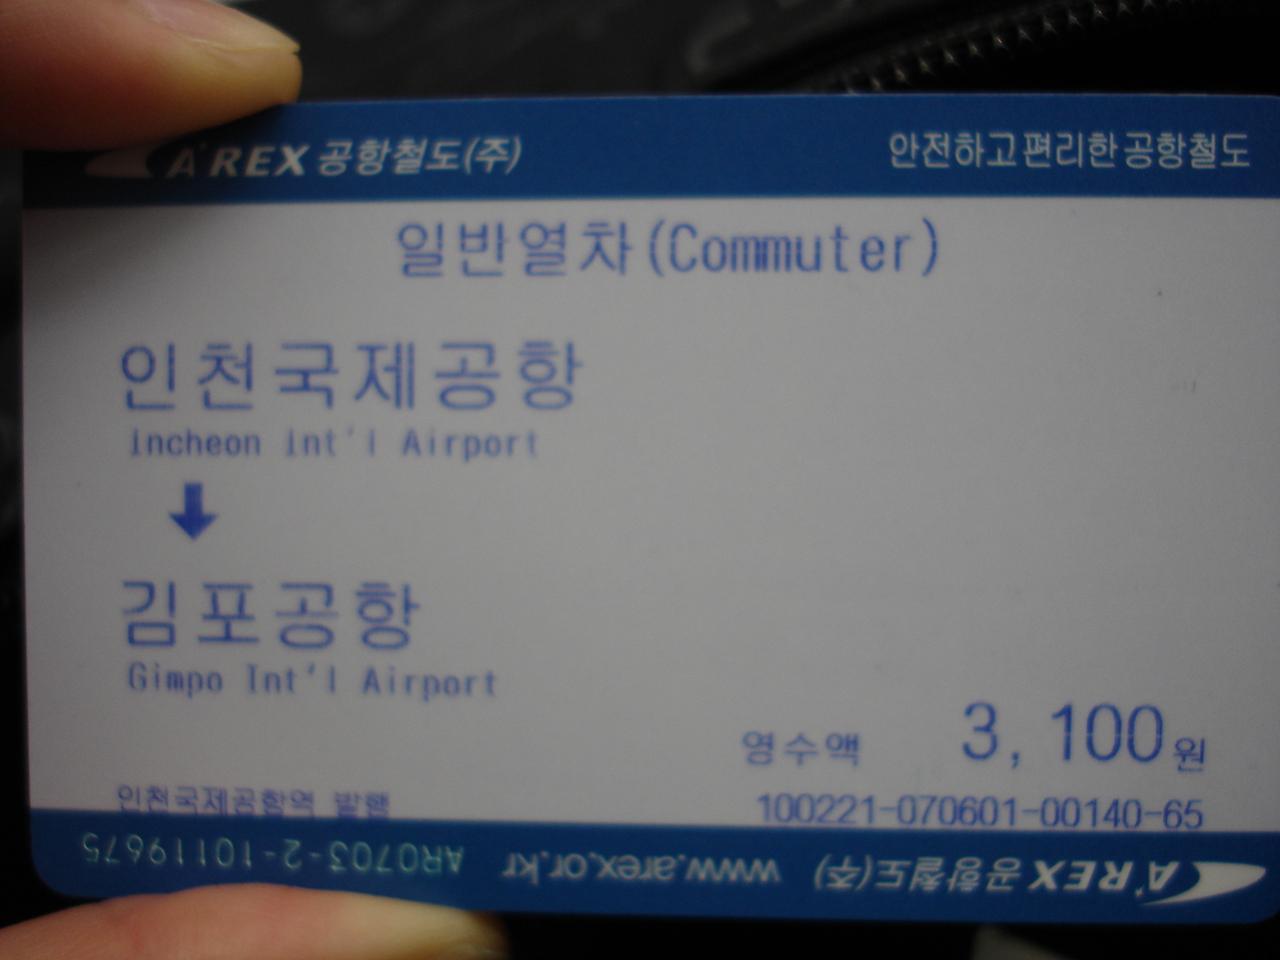 A'REX 공항철도(주)
안전하고 편리한 공항철도
일반열차(Commuter)
인천국제공항
Incheon Int'l Airport
김포공항
Gimpo Int'l Airport
영수액 3,100원
인천국제공항역 발행
100221-070601-00140-65
A'REX 공항철도(주) www.arex.or.kr AR0703-2-10119675